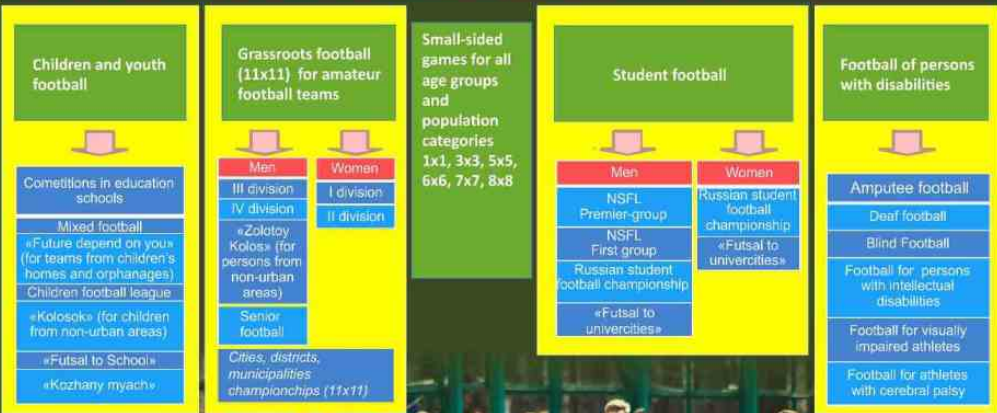 Children and youth
football
Cometitions in education
schools
Mixed football
«Future depend on you»
(for teams from children's
homes and orphanages)
Children football league
«Kolosok» (for children
from non-urban areas)
«Futsal to School»
«Kozhany myach»
Grassroots football
(11x11) for amateur
football teams
Men
III division
IV division
«Zolotoy
Kolos» (for
persons from
non-urban
areas)
Senior
football
Women
I division
II division
Cities, districts,
municipalities
championchips (11x11)
Small-sided
games for all
age groups
and
population
categories
1x1, 3x3, 5x5,
6x6, 7x7, 8x8
Student football
Men
NSFL
Premier-group
NSFL
First group
Russian student
football championship
«Futsal to
univercities»
Women
Russian student
football
championship
«Futsal to
univercities»
Football of persons
with disabilities
Amputee football
Deaf football
Blind Football
Football for persons
with intellectual
disabilities
Football for visually
impaired athletes
Football for athletes
with cerebral palsy